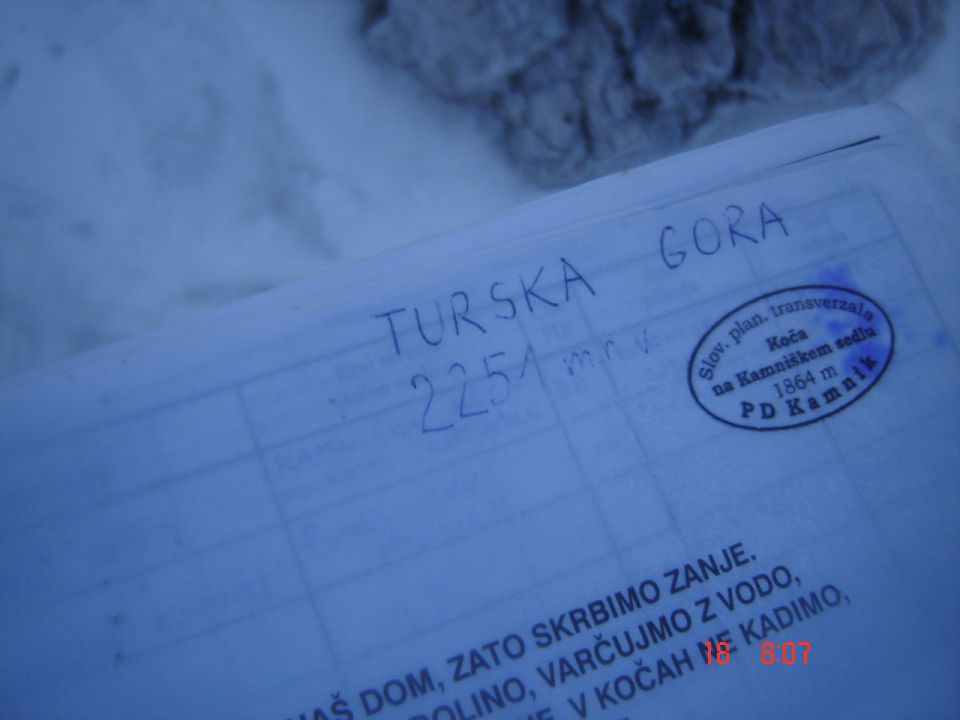 TURSKA GORA
2251 m n. v.
Slov. plan. transverzala
Koča
na Kamniškem sedlu
1864 m
PD Kamnik
NAŠ DOM, ZATO SKRBIMO ZANJE.
VARČUJMO Z VODO,
V KOČAH NE KADIMO,
18 8:07